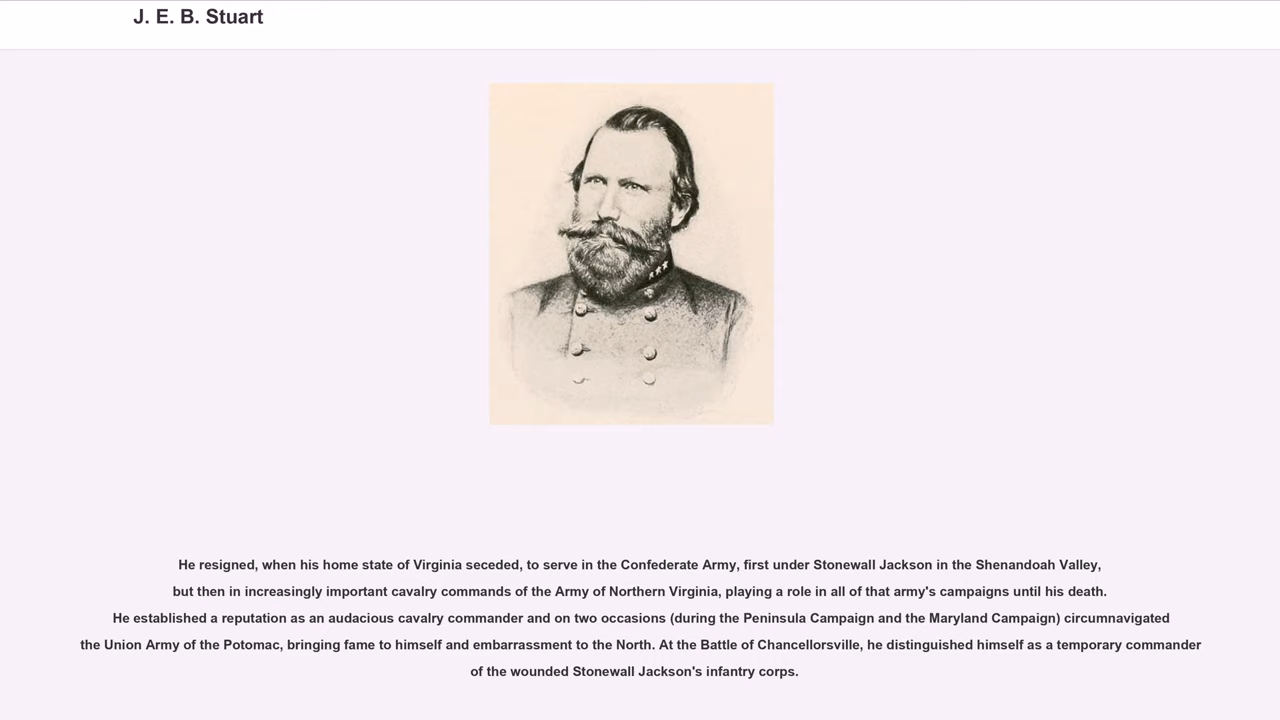 J. E. B. Stuart
He resigned, when his home state of Virginia seceded, to serve in the Confederate Army, first under Stonewall Jackson in the Shenandoah Valley,
but then in increasingly important cavalry commands of the Army of Northern Virginia, playing a role in all of that army's campaigns until his death.
He established a reputation as an audacious cavalry commander and on two occasions (during the Peninsula Campaign and the Maryland Campaign) circumnavigated
the Union Army of the Potomac, bringing fame to himself and embarrassment to the North. At the Battle of Chancellorsville, he distinguished himself as a temporary commander
of the wounded Stonewall Jackson's infantry corps.